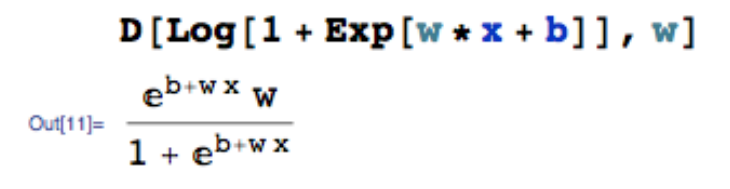 D[Log[1 + Exp[w * x + b]], w]
e^{b+w x} w
Out[11]= ─────────
1 + e^{b+w x}